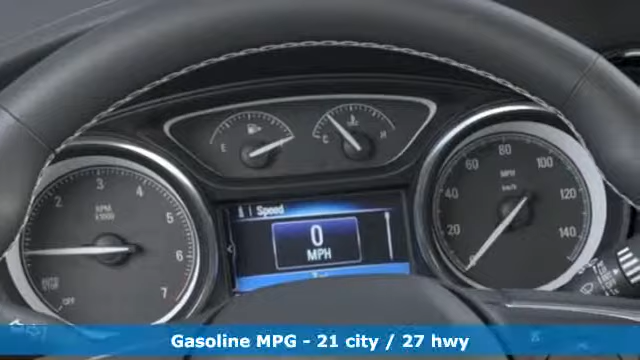 E
C H
80
60 100
MPH
km/h
40 120
20 140
0
3
2 4
RPM
x1000
5
1 6
7
OFF
Speed
0
MPH
Gasoline MPG - 21 city / 27 hwy